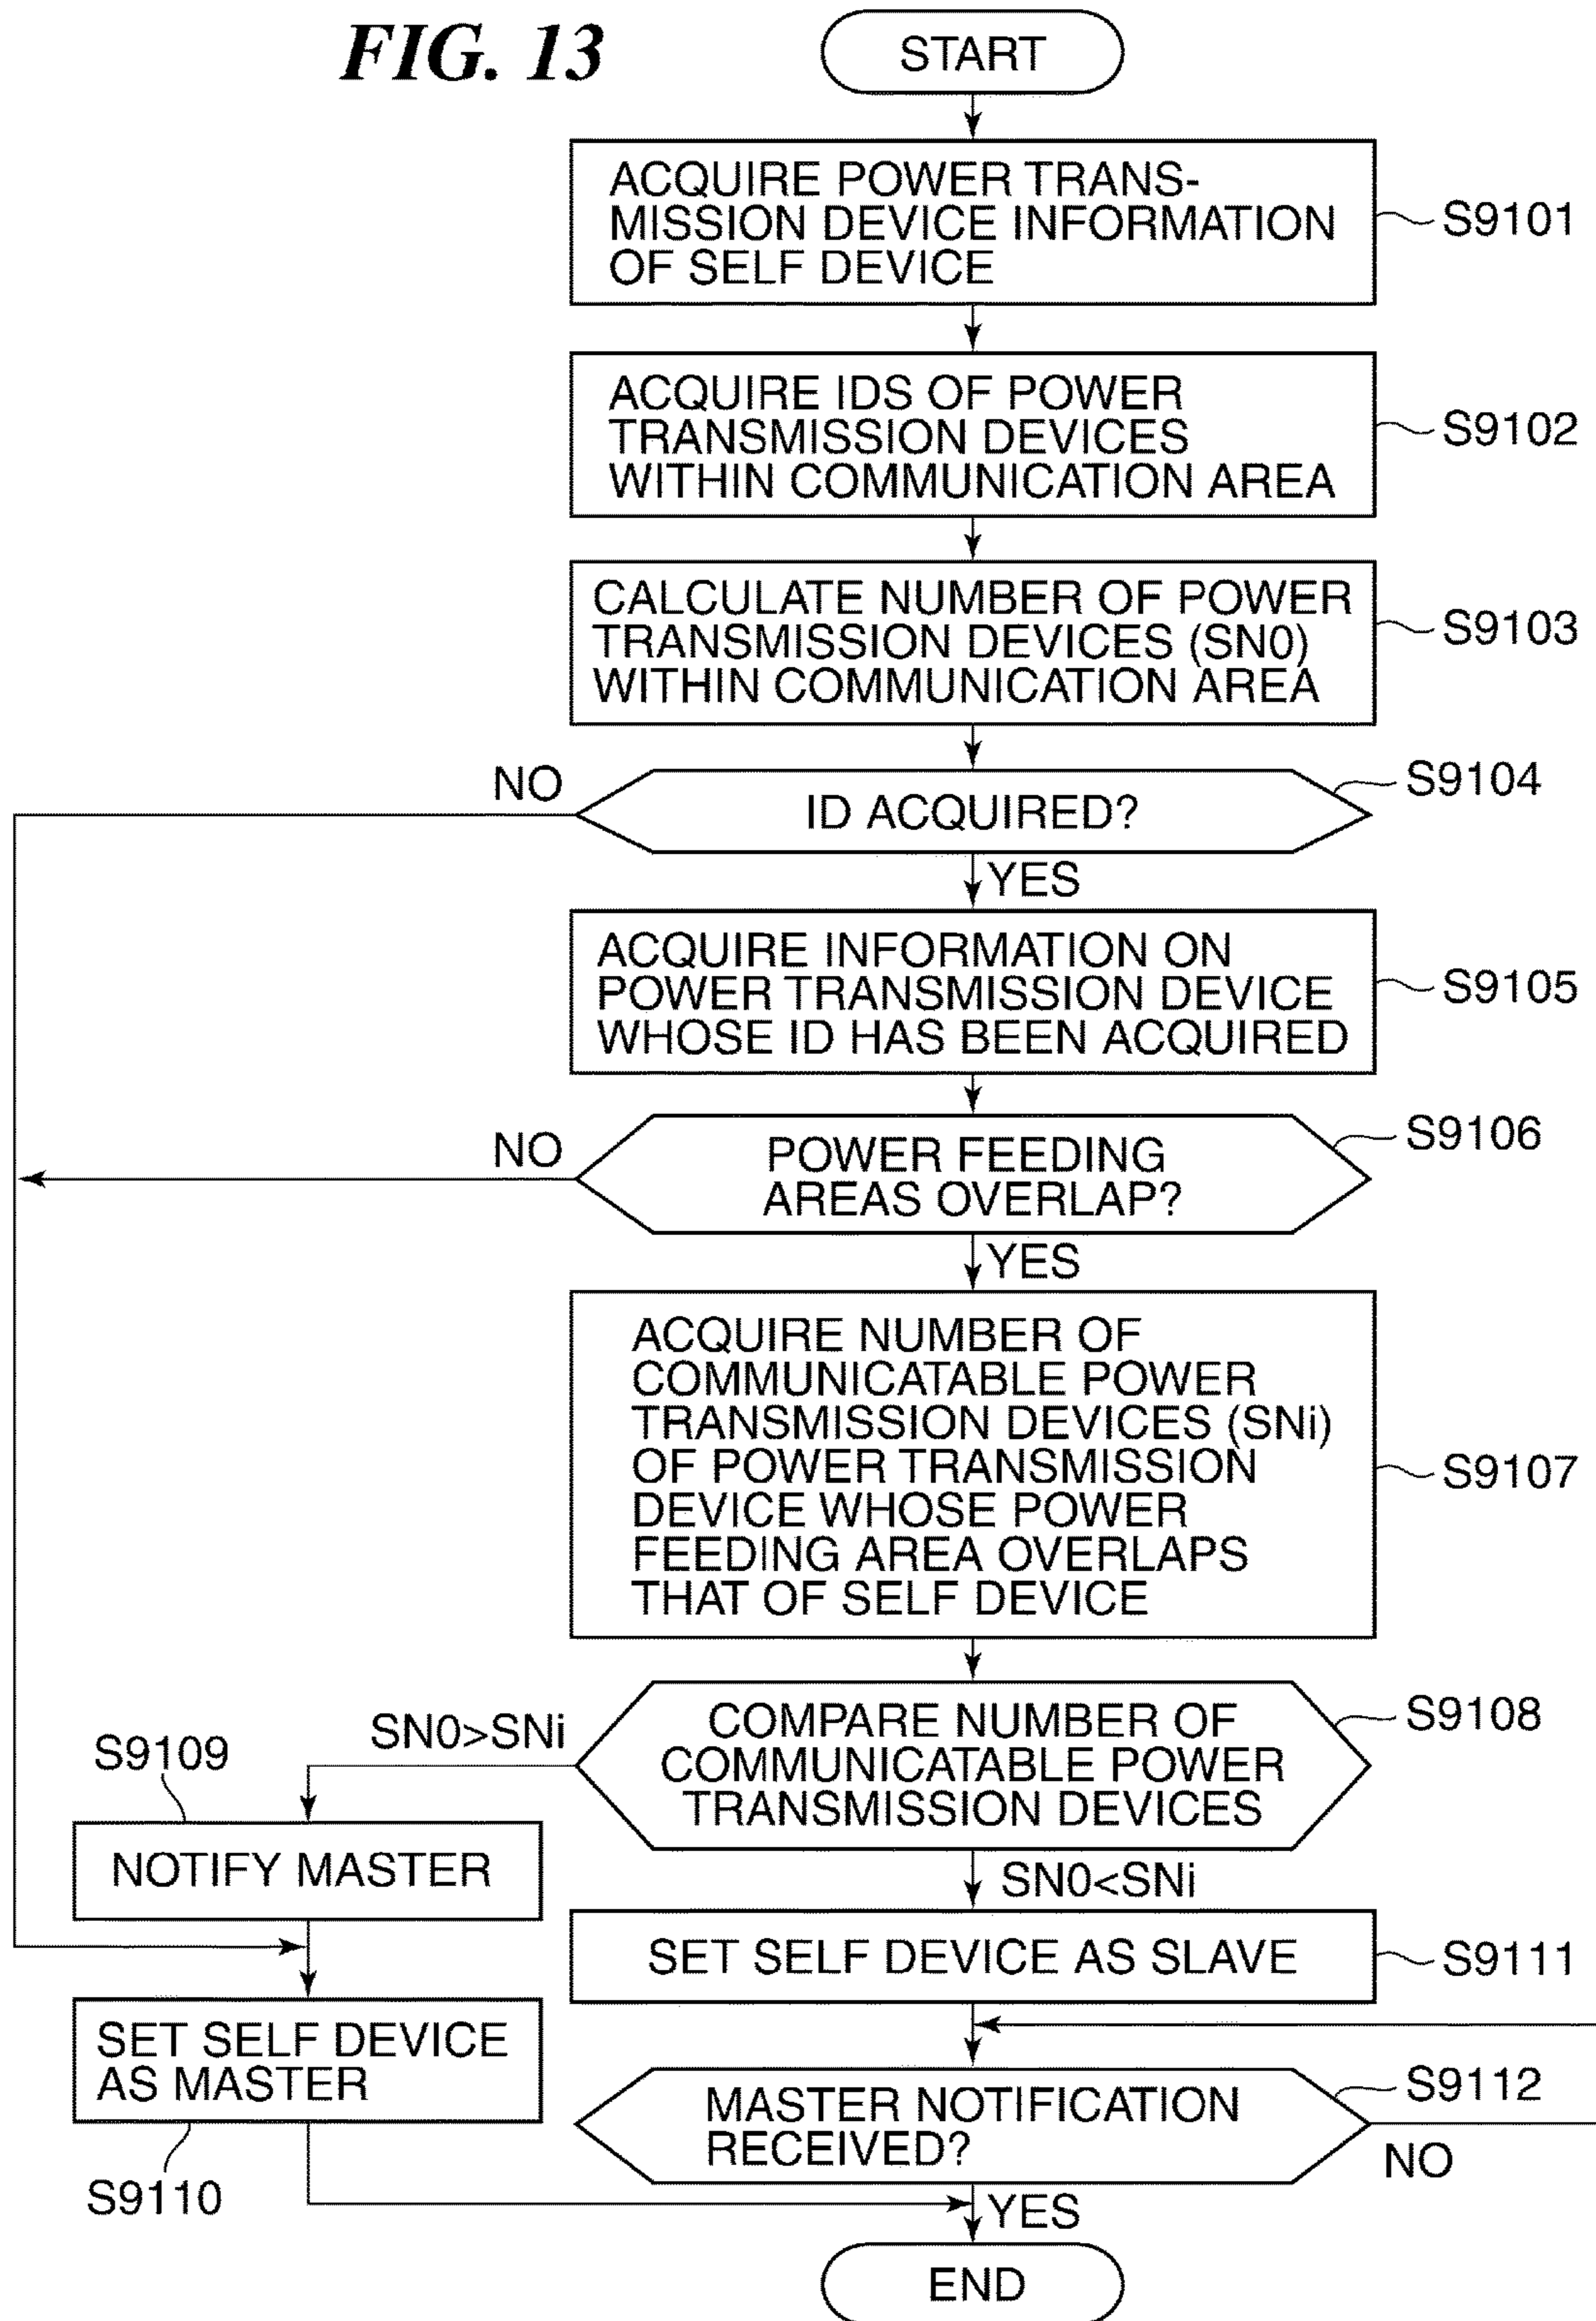 FIG. 13
START
ACQUIRE POWER TRANS-
MISSION DEVICE INFORMATION
OF SELF DEVICE
S9101
ACQUIRE IDS OF POWER
TRANSMISSION DEVICES
WITHIN COMMUNICATION AREA
S9102
CALCULATE NUMBER OF POWER
TRANSMISSION DEVICES (SN0)
WITHIN COMMUNICATION AREA
S9103
NO
ID ACQUIRED?
S9104
YES
ACQUIRE INFORMATION ON
POWER TRANSMISSION DEVICE
WHOSE ID HAS BEEN ACQUIRED
S9105
NO
POWER FEEDING
AREAS OVERLAP?
S9106
YES
ACQUIRE NUMBER OF
COMMUNICATABLE POWER
TRANSMISSION DEVICES (SNi)
OF POWER TRANSMISSION
DEVICE WHOSE POWER
FEEDING AREA OVERLAPS
THAT OF SELF DEVICE
S9107
SN0>SNi
COMPARE NUMBER OF
COMMUNICATABLE POWER
TRANSMISSION DEVICES
S9108
S9109
NOTIFY MASTER
SN0<SNi
SET SELF DEVICE AS SLAVE
S9111
SET SELF DEVICE
AS MASTER
S9110
MASTER NOTIFICATION
RECEIVED?
S9112
NO
YES
END